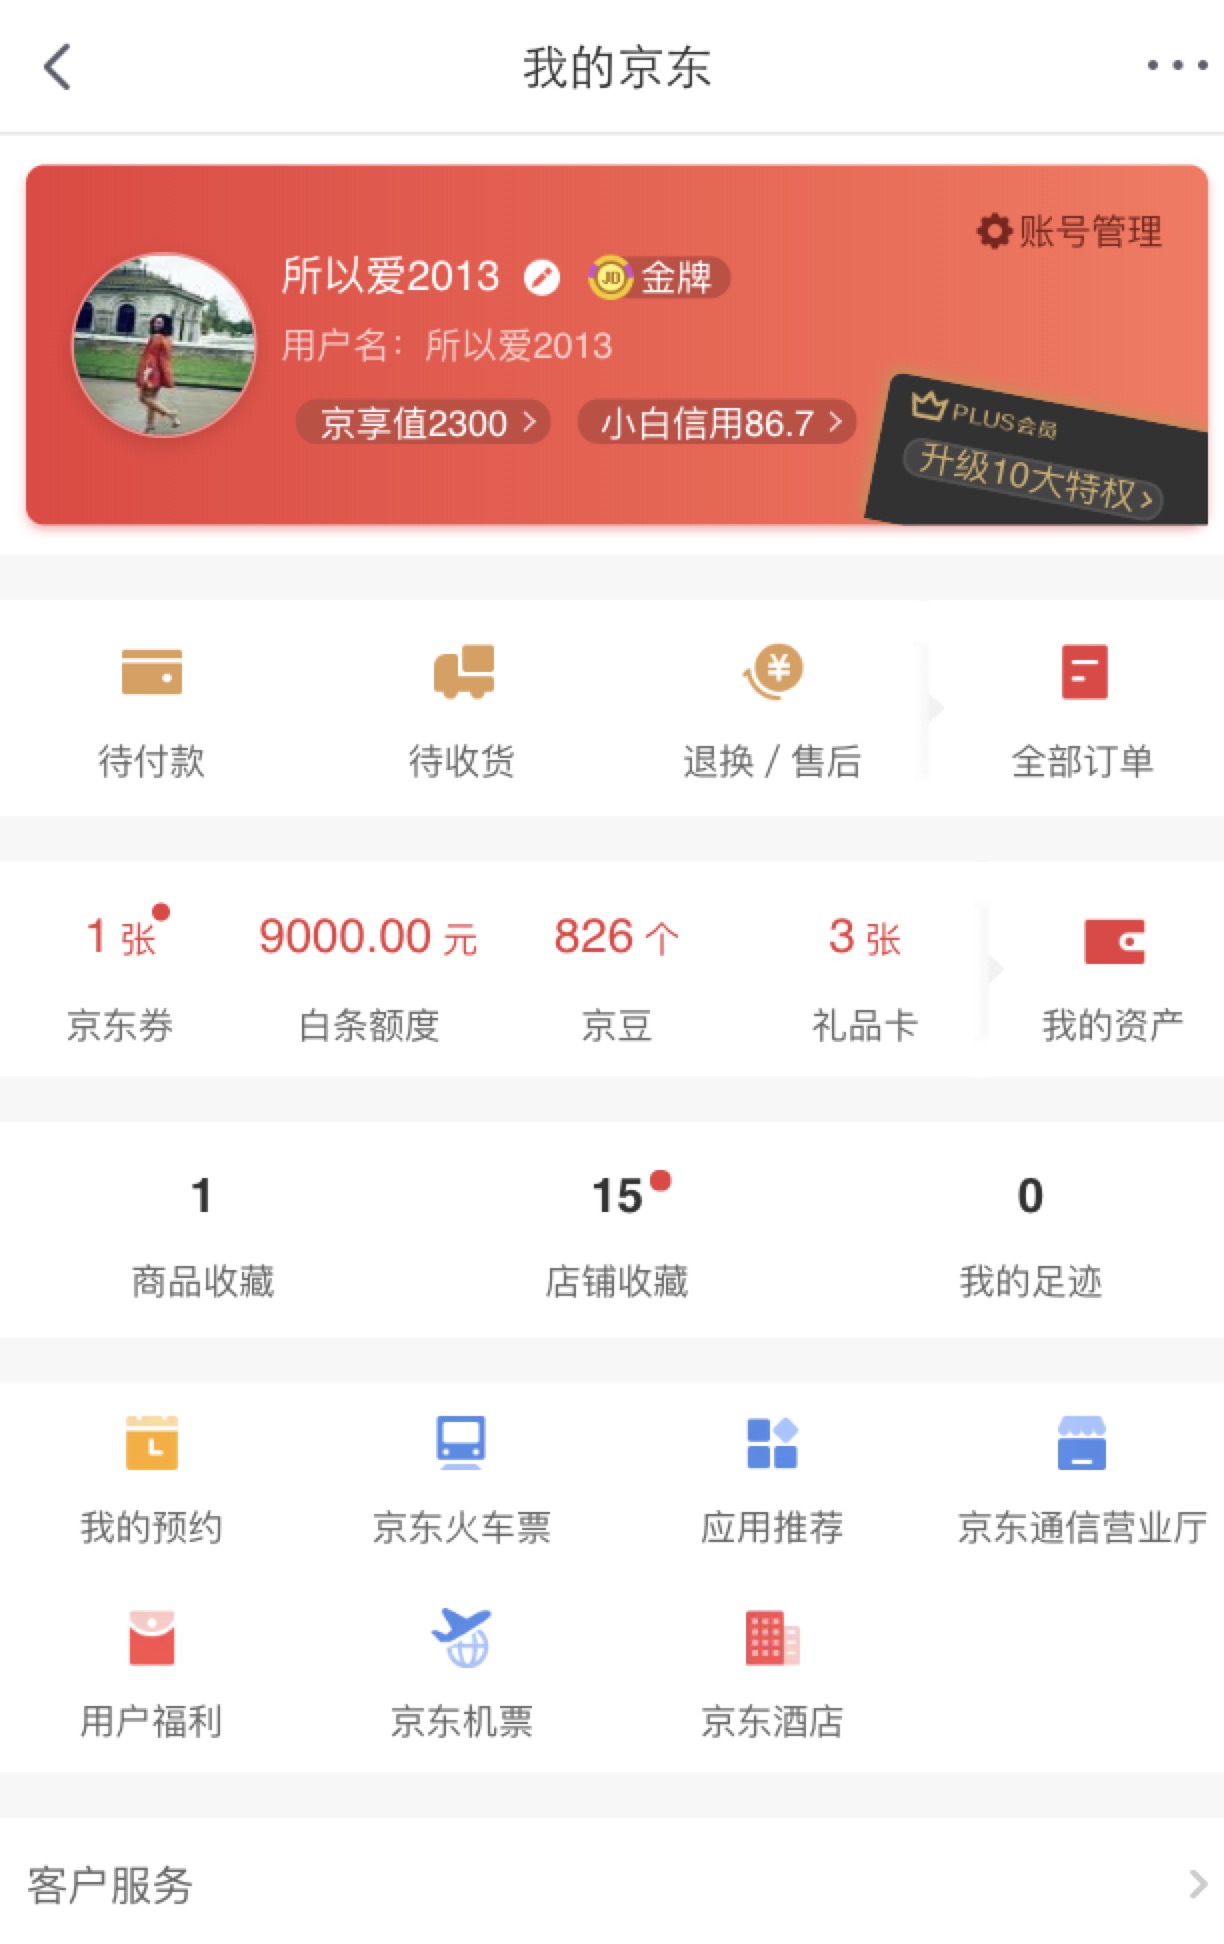 我的京东
账号管理
所以爱2013 JD 金牌
用户名：所以爱2013
京享值2300 > 小白信用86.7 >
PLUS会员
升级10大特权 >
¥
待付款 待收货 退换 / 售后 全部订单
1 张 9000.00 元 826 个 3 张
京东券 白条额度 京豆 礼品卡 我的资产
1 15 0
商品收藏 店铺收藏 我的足迹
我的预约 京东火车票 应用推荐 京东通信营业厅
用户福利 京东机票 京东酒店
客户服务